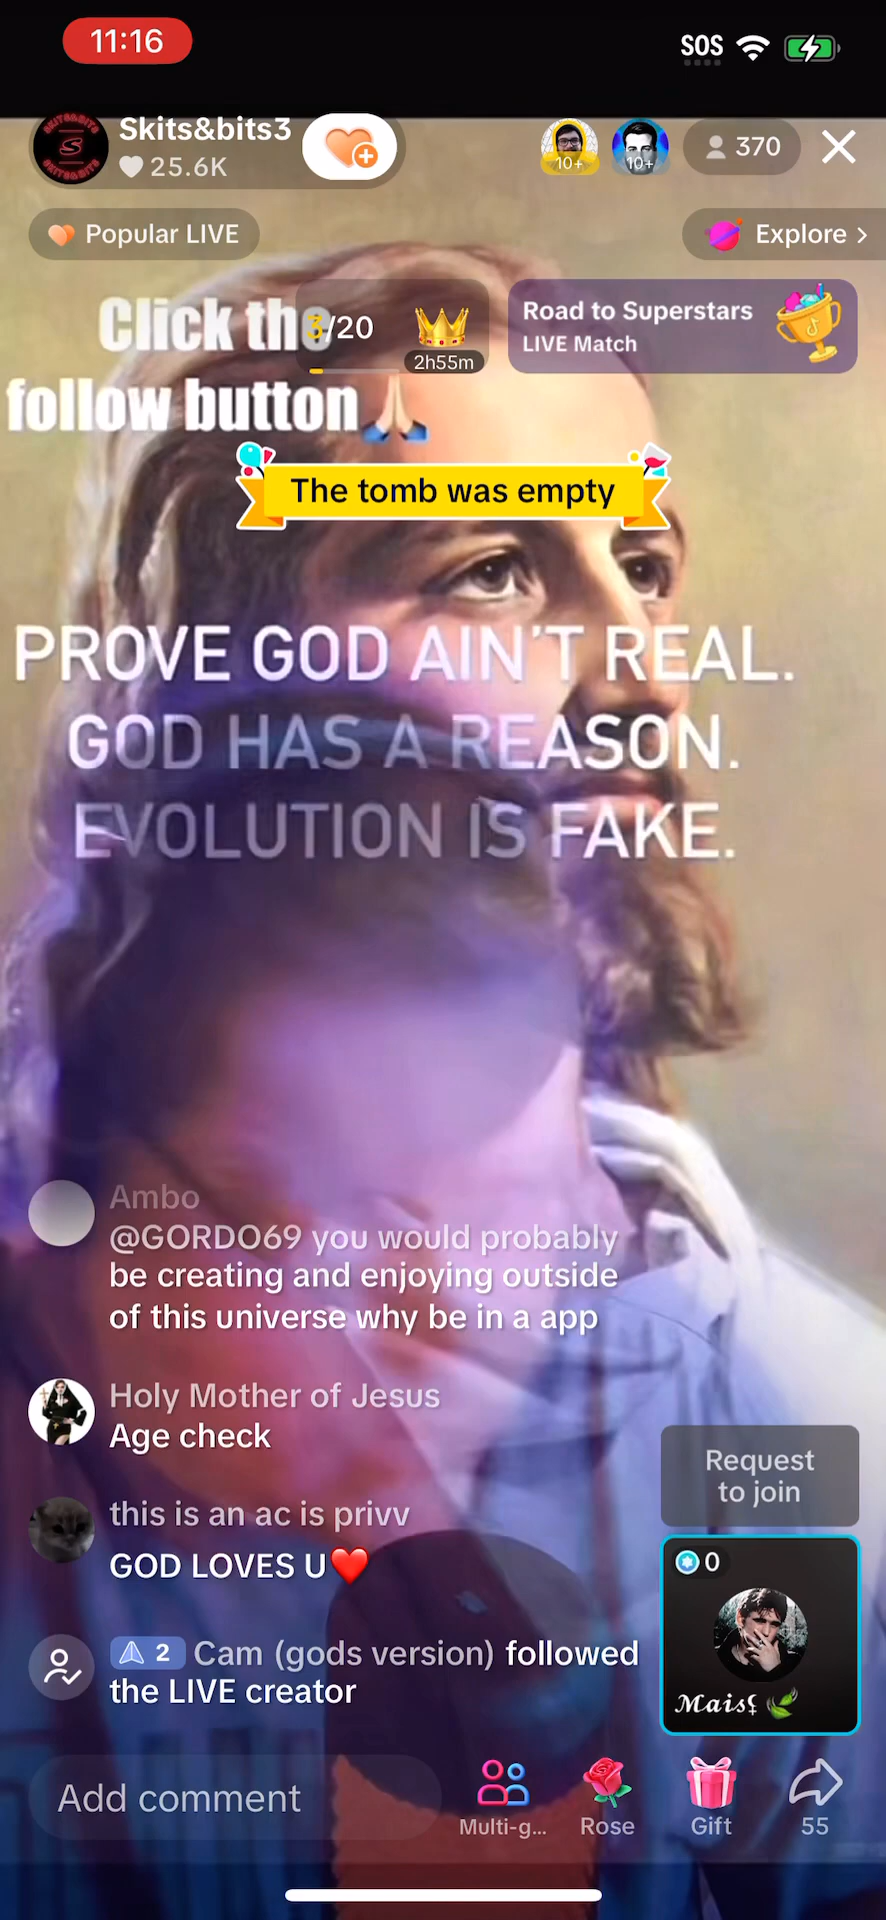 11:16
SOS
Skits&bits3
25.6K
10+
10+
370
Popular LIVE
Explore >
Click the
3/20
2h55m
Road to Superstars
LIVE Match
follow button🙏🏻
The tomb was empty
PROVE GOD AIN'T REAL.
GOD HAS A REASON.
EVOLUTION IS FAKE.
Ambo
@GORDO69 you would probably
be creating and enjoying outside
of this universe why be in a app
Holy Mother of Jesus
Age check
this is an ac is privv
GOD LOVES U❤️
2 Cam (gods version) followed
the LIVE creator
Request
to join
0
Add comment
Multi-g...
Rose
Gift
55